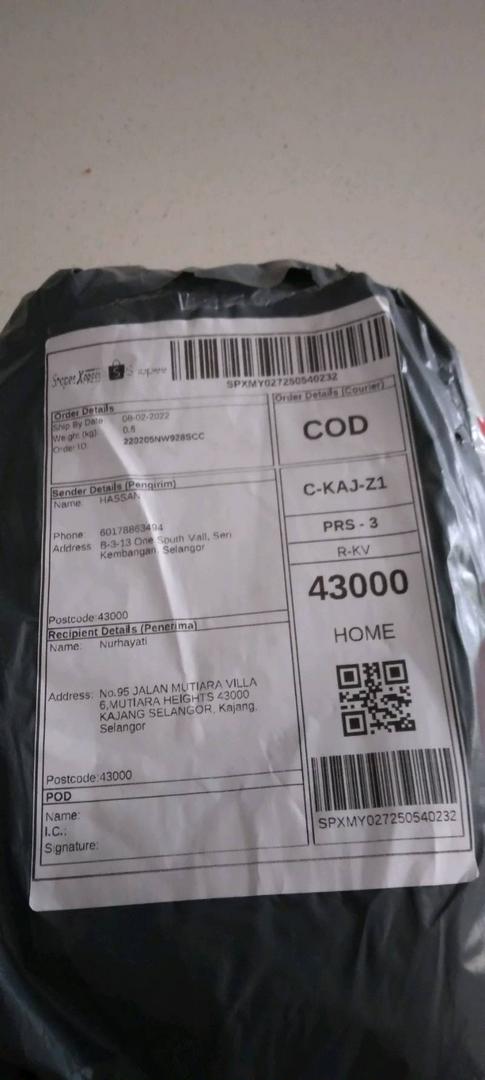 Shopee Xpress Shopee
SPXMY027250540232
Order Details
Ship By Date 08-02-2022
Weight (kg): 0.5
Order ID: 220205NW928SCC
Order Details (Courier)
COD
Sender Details (Pengirim)
Name: HASSAN
Phone: 60178863494
Address B-3-13 One South Mall, Seri
Kembangan, Selangor
Postcode:43000
C-KAJ-Z1
PRS - 3
R-KV
43000
HOME
Recipient Details (Penerima)
Name: Nurhayati
Address: No.95 JALAN MUTIARA VILLA
6,MUTIARA HEIGHTS 43000
KAJANG SELANGOR, Kajang,
Selangor
Postcode:43000
POD
Name:
I.C.:
Signature:
SPXMY027250540232